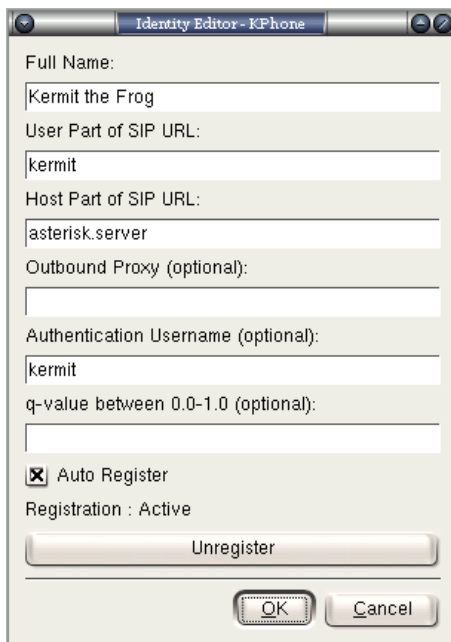 Identity Editor - KPhone
Full Name:
Kermit the Frog
User Part of SIP URL:
kermit
Host Part of SIP URL:
asterisk.server
Outbound Proxy (optional):
Authentication Username (optional):
kermit
q-value between 0.0-1.0 (optional):
Auto Register
Registration : Active
Unregister
OK Cancel